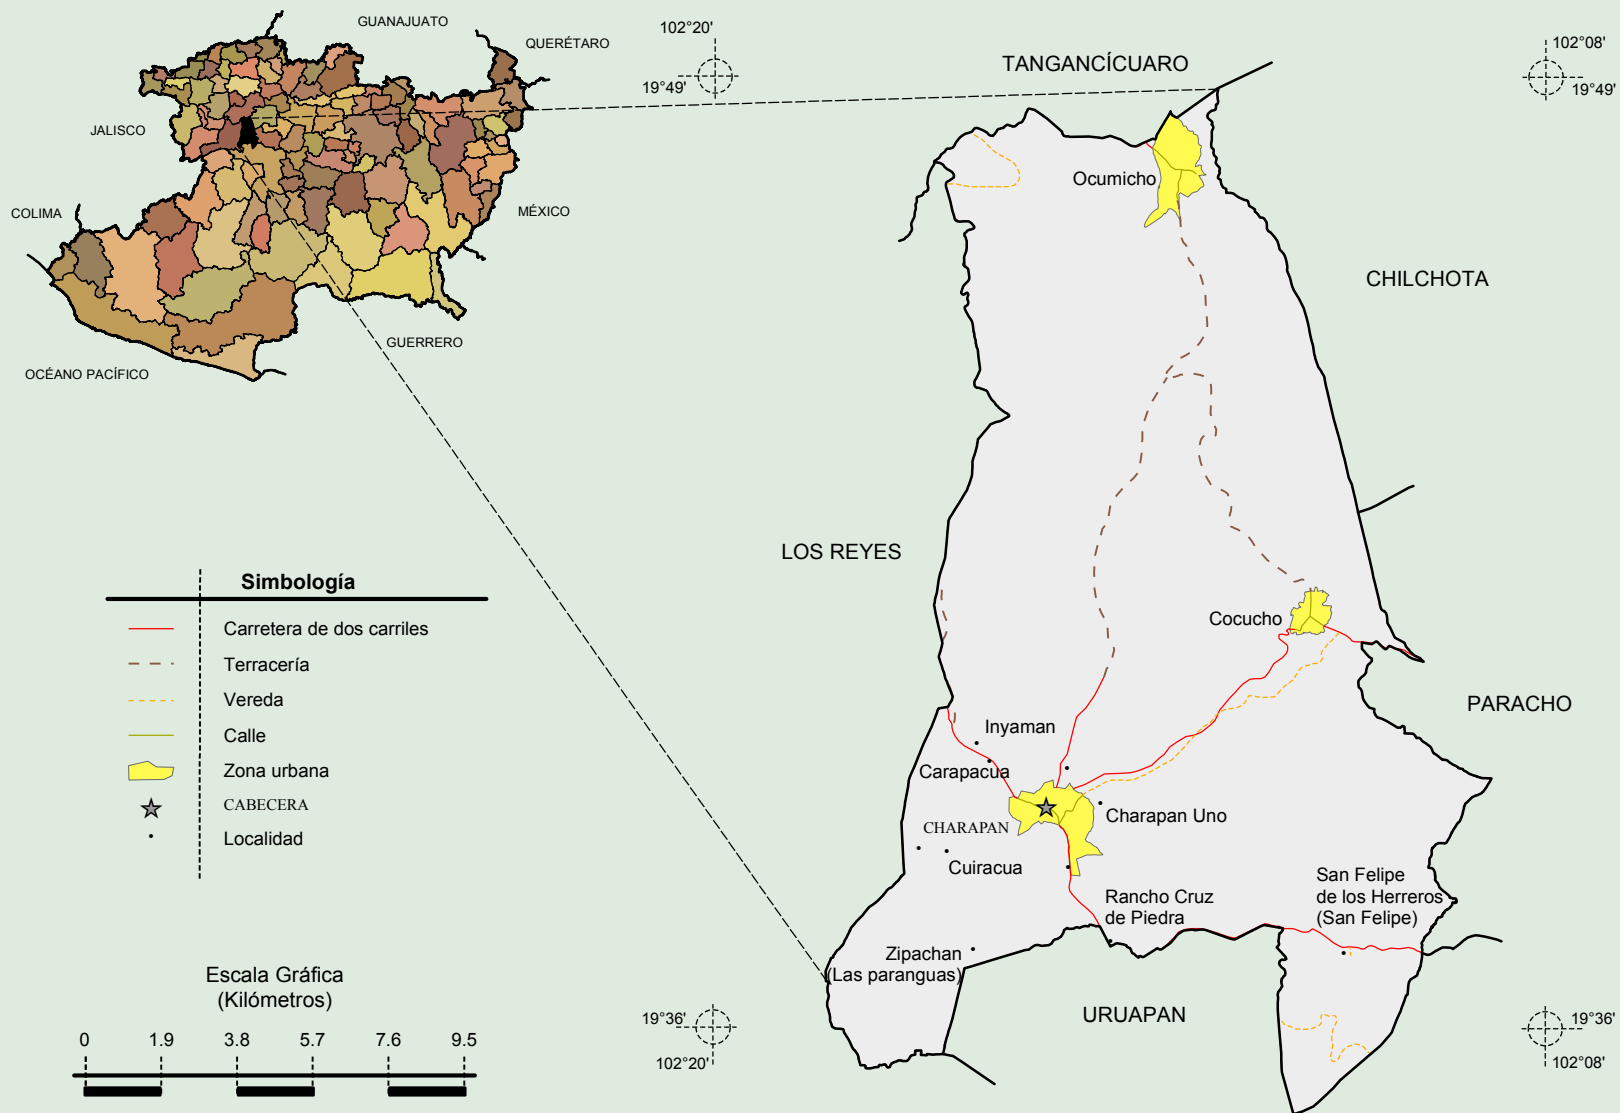 GUANAJUATO
QUERÉTARO
JALISCO
COLIMA
MÉXICO
GUERRERO
OCÉANO PACÍFICO
102°20'
19°49'
TANGANCÍCUARO
102°08'
19°49'
Ocumicho
CHILCHOTA
LOS REYES
Cocucho
PARACHO
Inyaman
Carapacua
Charapan Uno
CHARAPAN
Cuiracua
San Felipe
de los Herreros
(San Felipe)
Rancho Cruz
de Piedra
Zipachan
(Las paranguas)
URUAPAN
Simbología
Carretera de dos carriles
Terracería
Vereda
Calle
Zona urbana
CABECERA
Localidad
Escala Gráfica
(Kilómetros)
0 1.9 3.8 5.7 7.6 9.5
19°36'
102°20'
19°36'
102°08'